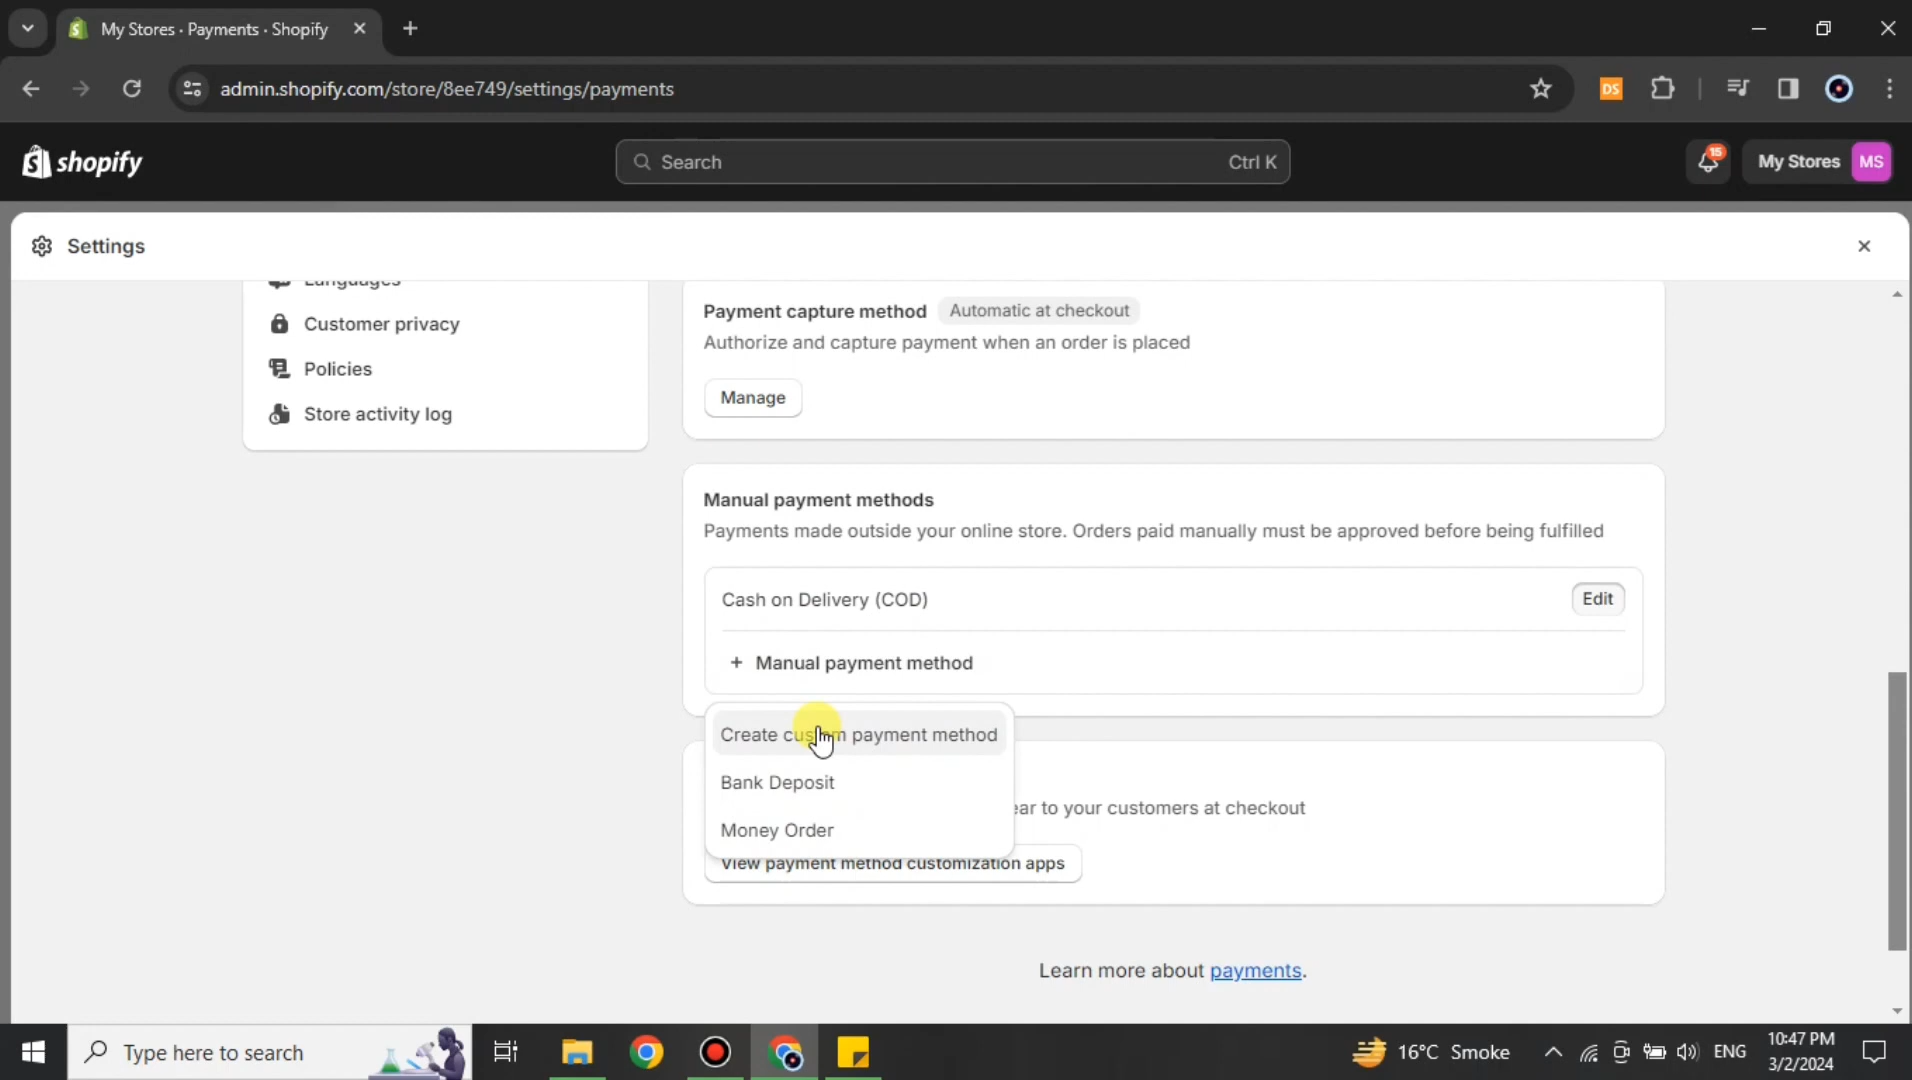 My Stores · Payments · Shopify
admin.shopify.com/store/8ee749/settings/payments
DS
shopify
Search
Ctrl K
15
My Stores
MS
Settings
Languages
Customer privacy
Policies
Store activity log
Payment capture method Automatic at checkout
Authorize and capture payment when an order is placed
Manage
Manual payment methods
Payments made outside your online store. Orders paid manually must be approved before being fulfilled
Cash on Delivery (COD)
Edit
+ Manual payment method
Create custom payment method
Bank Deposit
to your customers at checkout
Money Order
View payment method customization apps
Learn more about payments.
Type here to search
16°C Smoke
ENG
10:47 PM
3/2/2024